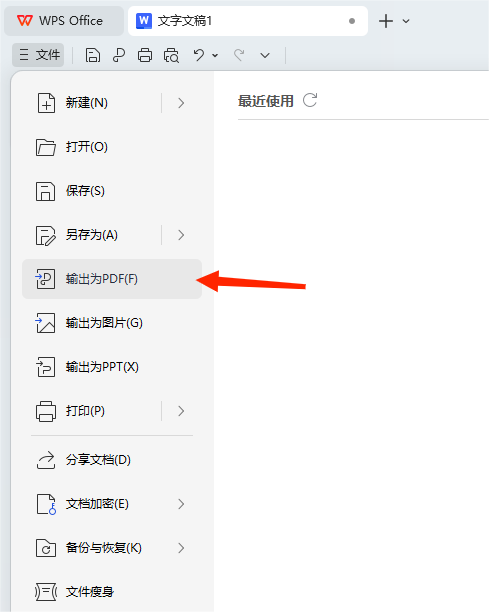 WPS Office
文字文稿1
文件
最近使用
新建(N)
打开(O)
保存(S)
另存为(A)
输出为PDF(F)
输出为图片(G)
输出为PPT(X)
打印(P)
分享文档(D)
文档加密(E)
备份与恢复(K)
文件瘦身